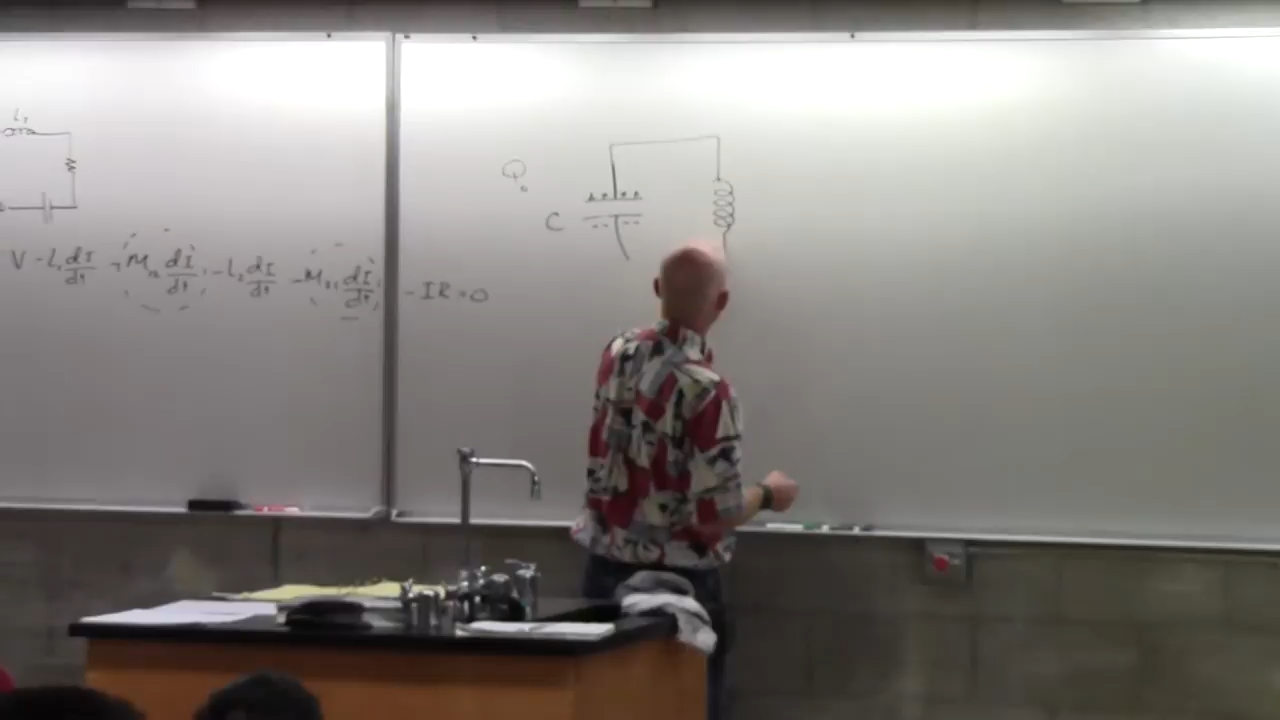 L₁
V - L₁ dI/dt - M₁₂ dI/dt - L₂ dI/dt - M₂₁ dI/dt - IR = 0
Q₀
C